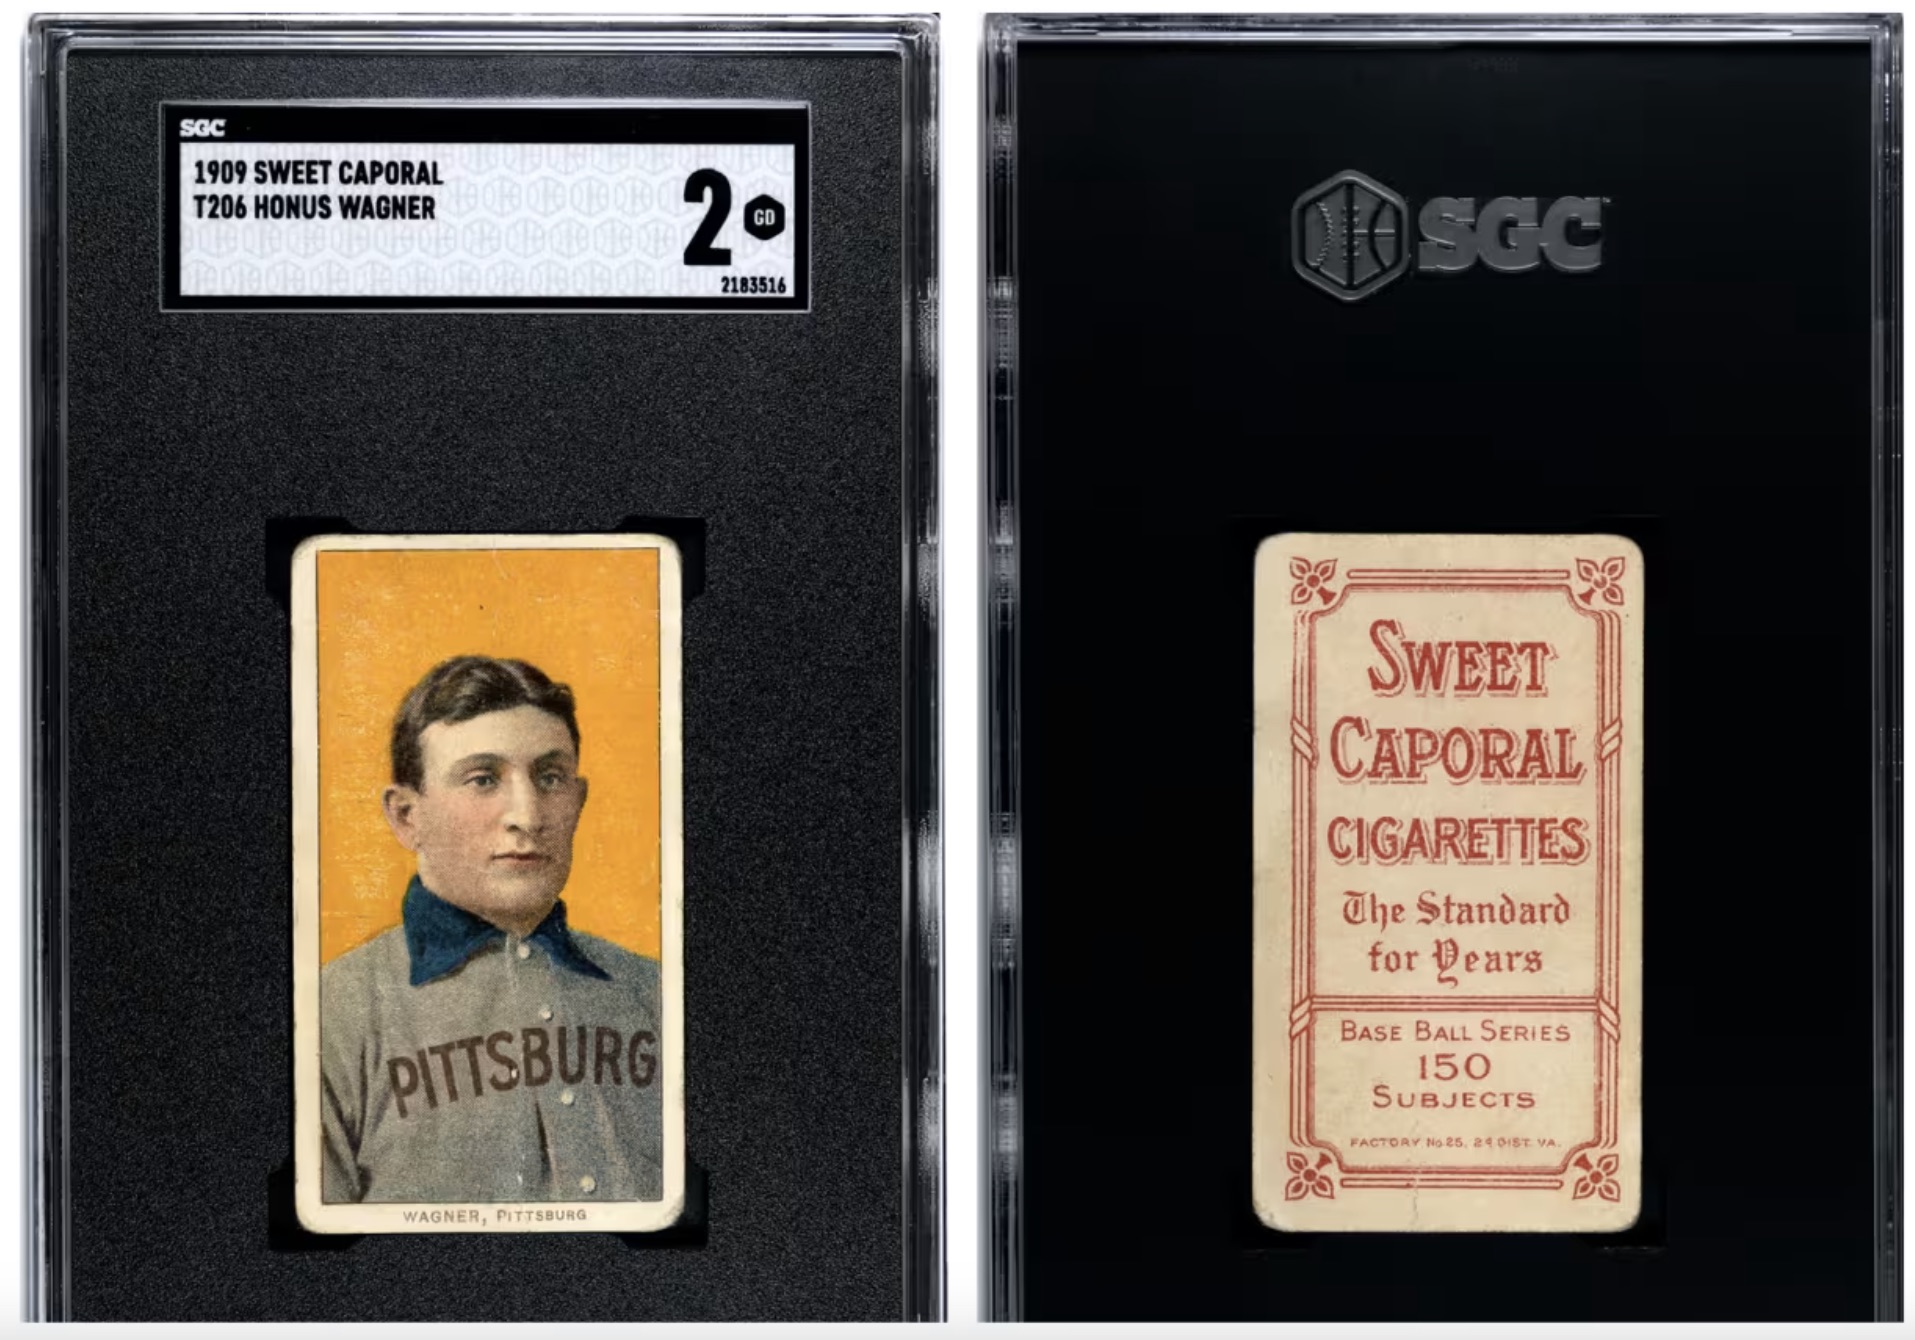 SGC
1909 SWEET CAPORAL
T206 HONUS WAGNER
2 GD
2183516
PITTSBURG
WAGNER, PITTSBURG
SGC
SWEET
CAPORAL
CIGARETTES
The Standard
for Years
BASE BALL SERIES
150
SUBJECTS
FACTORY No 25, 2d DIST. VA.